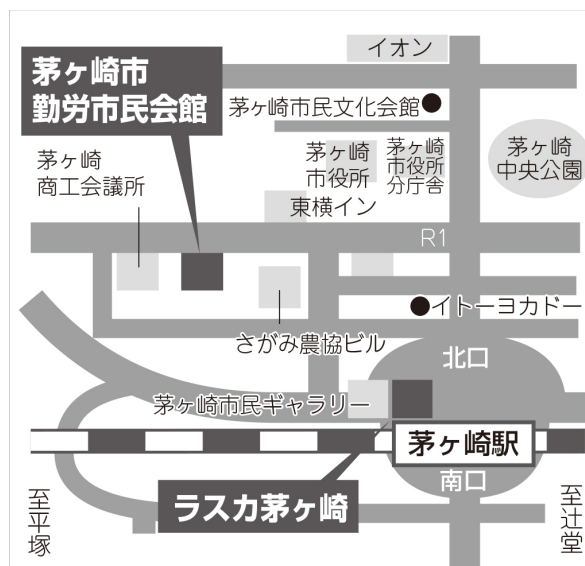 イオン
茅ヶ崎市
勤労市民会館
茅ヶ崎市民文化会館
茅ヶ崎
商工会議所
茅ヶ崎
市役所
茅ヶ崎
市役所
分庁舎
茅ヶ崎
中央公園
東横イン
R1
イトーヨカドー
さがみ農協ビル
北口
茅ヶ崎市民ギャラリー
茅ヶ崎駅
南口
ラスカ茅ヶ崎
至平塚
至辻堂